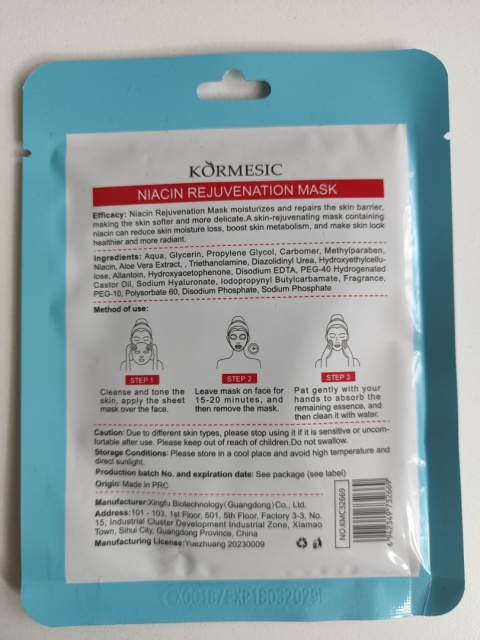 KORMESIC
NIACIN REJUVENATION MASK
Efficacy: Niacin Rejuvenation Mask moisturizes and repairs the skin barrier,
making the skin softer and more delicate.A skin-rejuvenating mask containing
niacin can reduce skin moisture loss, boost skin metabolism, and make skin look
healthier and more radiant.
Ingredients: Aqua, Glycerin, Propylene Glycol, Carbomer, Methylparaben,
Niacin, Aloe Vera Extract, , Triethanolamine, Diazolidinyl Urea, Hydroxyethylcellu-
lose, Allantoin, Hydroxyacetophenone, Disodium EDTA, PEG-40 Hydrogenated
Castor Oil, Sodium Hyaluronate, Iodopropynyl Butylcarbamate, Fragrance,
PEG-10, Polysorbate 60, Disodium Phosphate, Sodium Phosphate
Method of use:
STEP 1
Cleanse and tone the
skin, apply the sheet
mask over the face.
STEP 2
Leave mask on face for
15-20 minutes, and
then remove the mask.
STEP 3
Pat gently with your
hands to absorb the
remaining essence, and
then clean it with water.
Caution: Due to different skin types, please stop using it if it is sensitive or uncom-
fortable after use. Please keep out of reach of children.Do not swallow.
Storage Conditions: Please store in a cool place and avoid high temperature and
direct sunlight.
Production batch No. and expiration date: See package (see label)
Origin: Made in PRC
Manufacturer:Xingfu Biotechnology (Guangdong) Co., Ltd.
Address:101 - 103, 1st Floor, 501, 5th Floor, Factory 3-3, No.
15, Industrial Cluster Development Industrial Zone, Xiamao
Town, Sihui City, Guangdong Province, China
Manufacturing License:Yuezhuang 20230009
NO.KMC32669